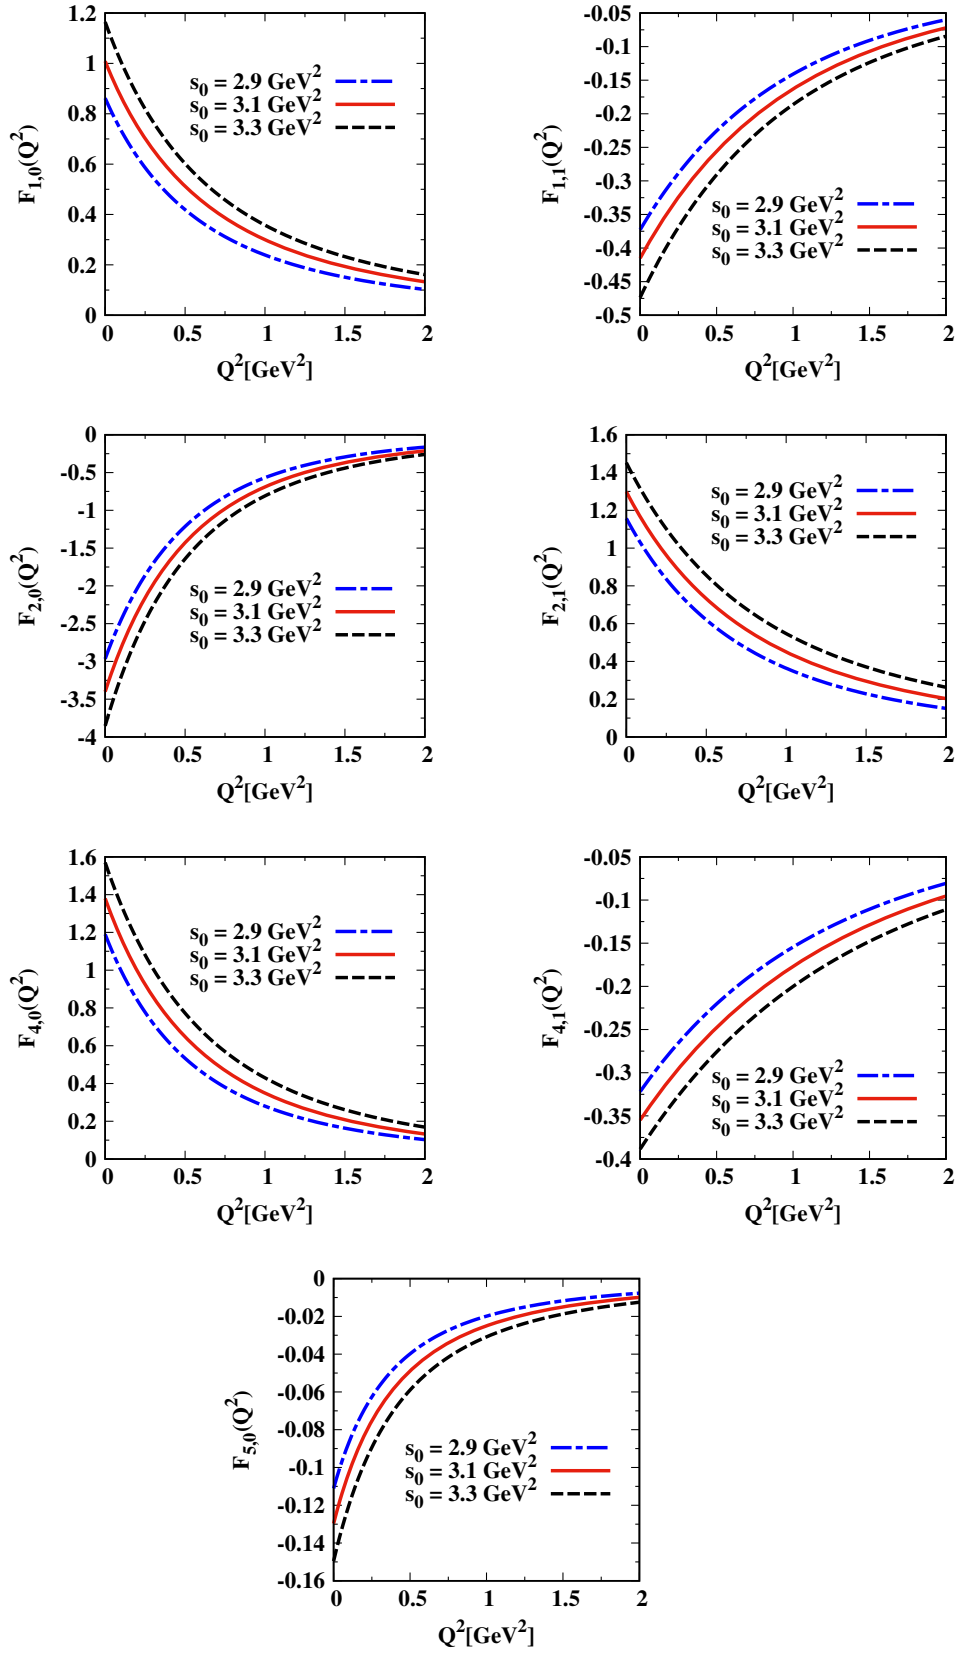 F1,0(Q²)
1.2
1
0.8
0.6
0.4
0.2
0
s0 = 2.9 GeV²
s0 = 3.1 GeV²
s0 = 3.3 GeV²
0 0.5 1 1.5 2
Q²[GeV²]
F1,1(Q²)
-0.05
-0.1
-0.15
-0.2
-0.25
-0.3
-0.35
-0.4
-0.45
-0.5
s0 = 2.9 GeV²
s0 = 3.1 GeV²
s0 = 3.3 GeV²
0 0.5 1 1.5 2
Q²[GeV²]
F2,0(Q²)
0
-0.5
-1
-1.5
-2
-2.5
-3
-3.5
-4
s0 = 2.9 GeV²
s0 = 3.1 GeV²
s0 = 3.3 GeV²
0 0.5 1 1.5 2
Q²[GeV²]
F2,1(Q²)
1.6
1.4
1.2
1
0.8
0.6
0.4
0.2
0
s0 = 2.9 GeV²
s0 = 3.1 GeV²
s0 = 3.3 GeV²
0 0.5 1 1.5 2
Q²[GeV²]
F4,0(Q²)
1.6
1.4
1.2
1
0.8
0.6
0.4
0.2
0
s0 = 2.9 GeV²
s0 = 3.1 GeV²
s0 = 3.3 GeV²
0 0.5 1 1.5 2
Q²[GeV²]
F4,1(Q²)
-0.05
-0.1
-0.15
-0.2
-0.25
-0.3
-0.35
-0.4
s0 = 2.9 GeV²
s0 = 3.1 GeV²
s0 = 3.3 GeV²
0 0.5 1 1.5 2
Q²[GeV²]
F5,0(Q²)
0
-0.02
-0.04
-0.06
-0.08
-0.1
-0.12
-0.14
-0.16
s0 = 2.9 GeV²
s0 = 3.1 GeV²
s0 = 3.3 GeV²
0 0.5 1 1.5 2
Q²[GeV²]